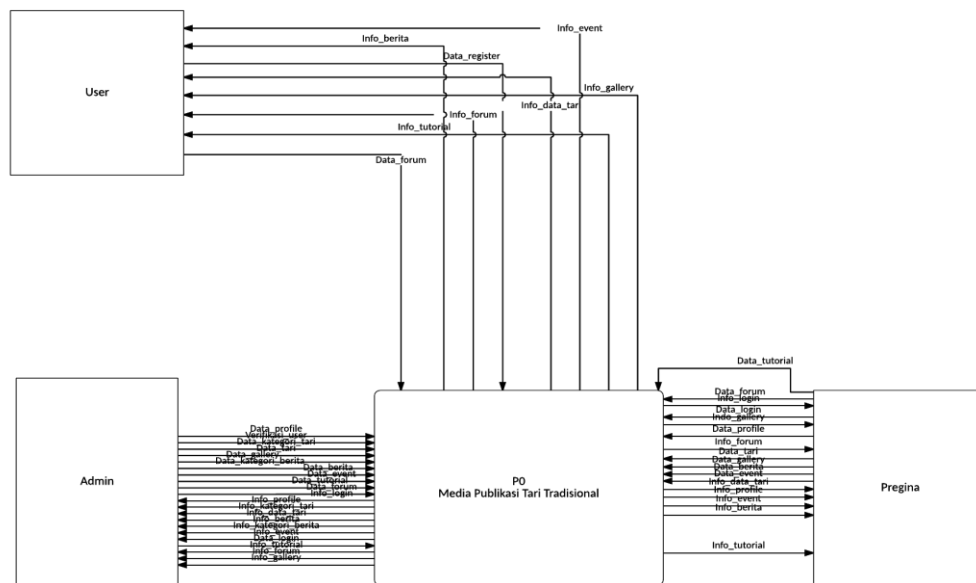 Info_event
Info_berita
Data_register
User
Info_gallery
Info_data_tari
Info_forum
Info_tutorial
Data_forum
Data_tutorial
Data_forum
Info_login
Data_login
Indo_gallery
Data_profile
Info_forum
Data_tari
Data_gallery
Data_berita
Data_event
Info_data_tari
Info_profile
Info_event
Info_berita
Info_tutorial
Pregina
P0
Media Publikasi Tari Tradisional
Admin
Data_profile
Verifikasi_user
Data_kategori_tari
Data_tari
Data_gallery
Data_kategori_berita
Data_berita
Data_event
Data_tutorial
Data_forum
Info_login
Info_profile
Info_kategori_tari
Info_data_tari
Info_berita
Info_kategori_berita
Info_event
Data_login
Info_tutorial
Info_forum
Info_gallery